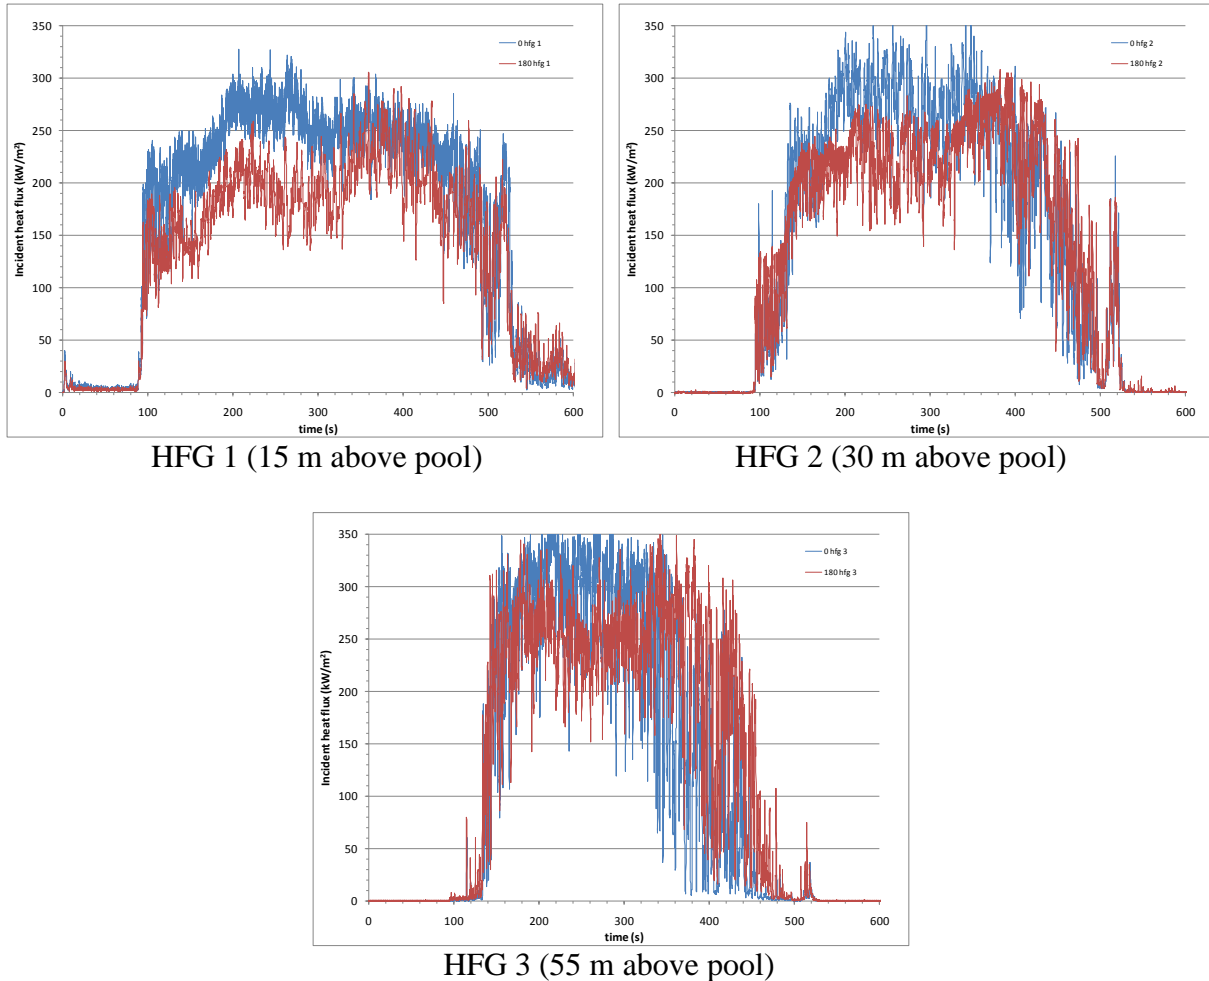 350
300
250
200
150
100
50
0
Incident heat flux (kW/m²)
0 hfg 1
180 hfg 1
0 100 200 300 400 500 600
time (s)
HFG 1 (15 m above pool)
350
300
250
200
150
100
50
0
Incident heat flux (kW/m²)
0 hfg 2
180 hfg 2
0 100 200 300 400 500 600
time (s)
HFG 2 (30 m above pool)
350
300
250
200
150
100
50
0
Incident heat flux (kW/m²)
0 hfg 3
180 hfg 3
0 100 200 300 400 500 600
time (s)
HFG 3 (55 m above pool)